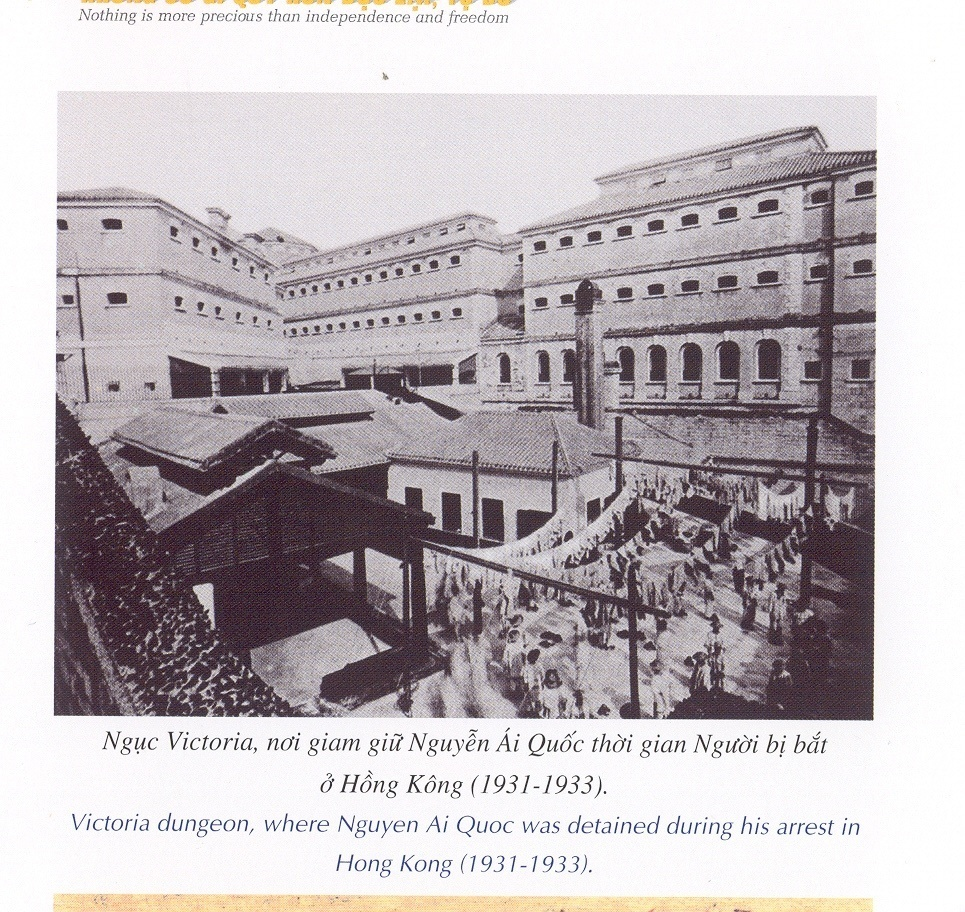 Nothing is more precious than independence and freedom
Ngục Victoria, nơi giam giữ Nguyễn Ái Quốc thời gian Người bị bắt
ở Hồng Kông (1931-1933).
Victoria dungeon, where Nguyen Ai Quoc was detained during his arrest in
Hong Kong (1931-1933).